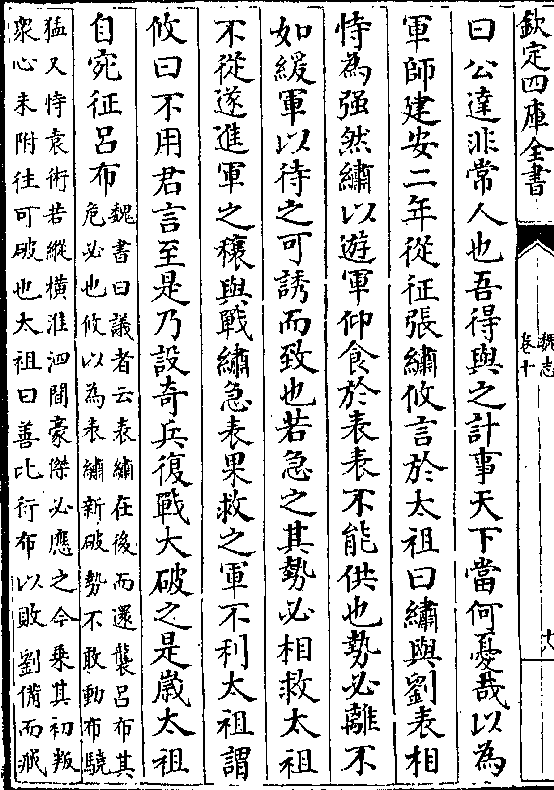 欽定四庫全書
魏志
卷十
十八
曰公達非常人也吾得與之計事天下當何憂哉以為
軍師建安二年從征張繡攸言於太祖曰繡與劉表相
恃為强然繡以遊軍仰食於表表不能供也勢必離不
如緩軍以待之可誘而致也若急之其勢必相救太祖
不從遂進軍之穰與戰繡急表果救之軍不利太祖謂
攸曰不用君言至是乃設奇兵復戰大破之是歲太祖
自宛征呂布
魏書曰議者云表繡在後而還襲呂布其
危必也攸以為表繡新破勢不敢動布驍
猛又恃袁術若縱横淮泗間豪傑必應之今乘其初叛
衆心未附往可破也太祖曰善比行布以敗劉備而臧